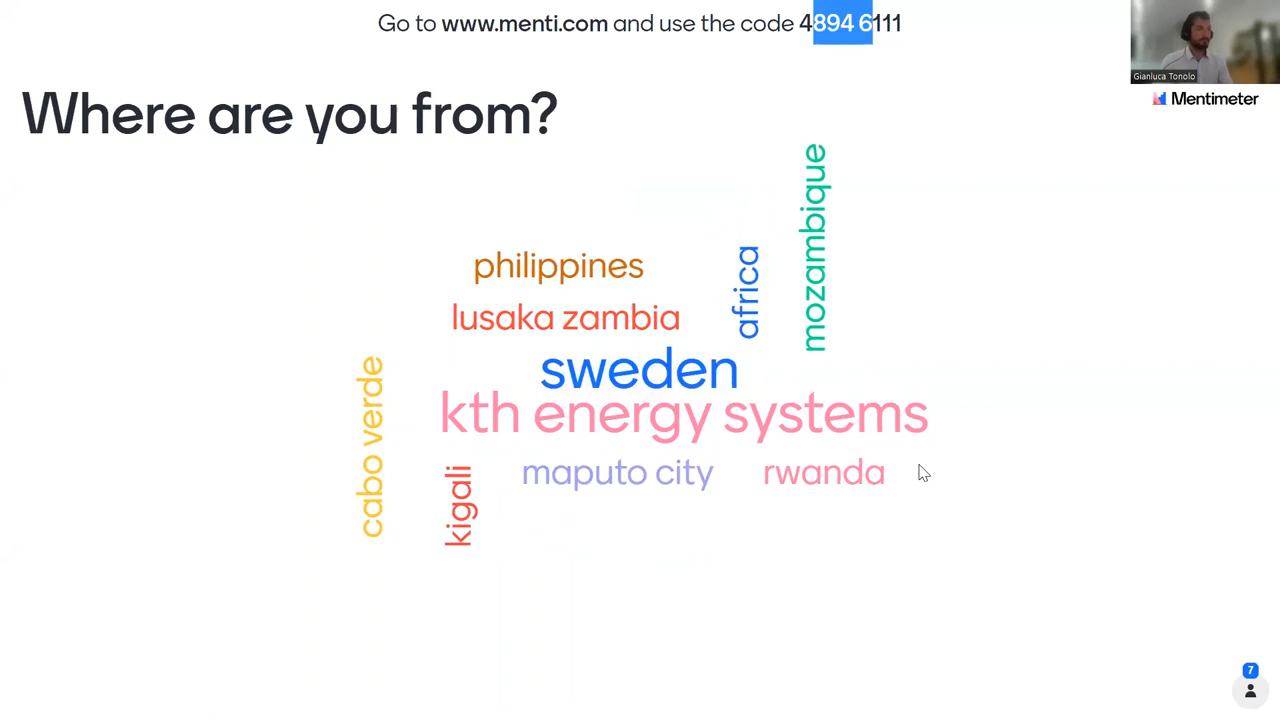 Go to www.menti.com and use the code 4894 6111
Gianluca Tonolo
Mentimeter
Where are you from?
mozambique
africa
philippines
lusaka zambia
sweden
cabo verde
kth energy systems
kigali
maputo city
rwanda
7